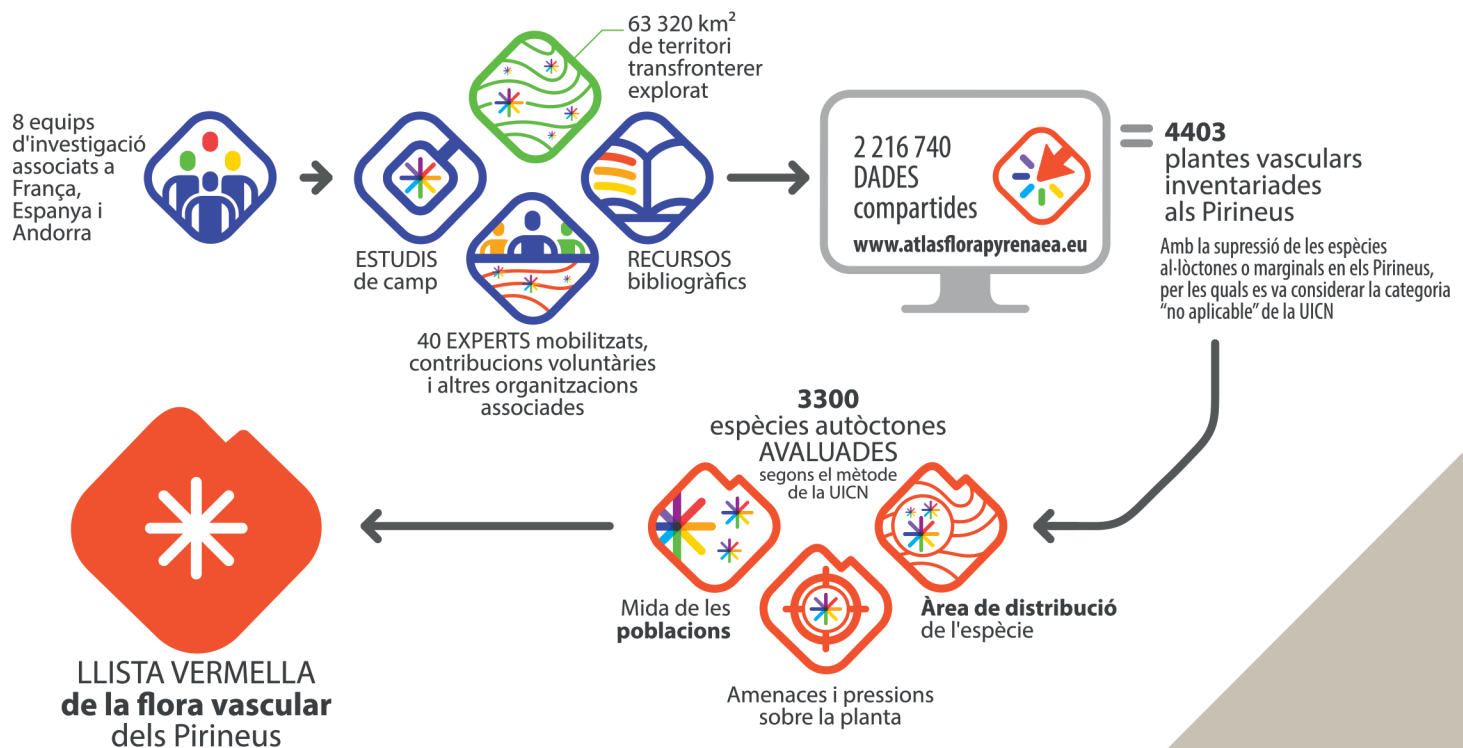 8 equips
d'investigació
associats a
França,
Espanya i
Andorra
63 320 km²
de territori
transfronterer
explorat
ESTUDIS
de camp
RECURSOS
bibliogràfics
40 EXPERTS mobilitzats,
contribucions voluntàries
i altres organitzacions
associades
2 216 740
DADES
compartides
www.atlasflorapyrenaea.eu
= 4403
plantes vasculars
inventariades
als Pirineus
Amb la supressió de les espècies
al·lòctones o marginals en els Pirineus,
per les quals es va considerar la categoria
“no aplicable” de la UICN
3300
espècies autòctones
AVALUADES
segons el mètode
de la UICN
Àrea de distribució
de l'espècie
Amenaces i pressions
sobre la planta
Mida de les
poblacions
LLISTA VERMELLA
de la flora vascular
dels Pirineus